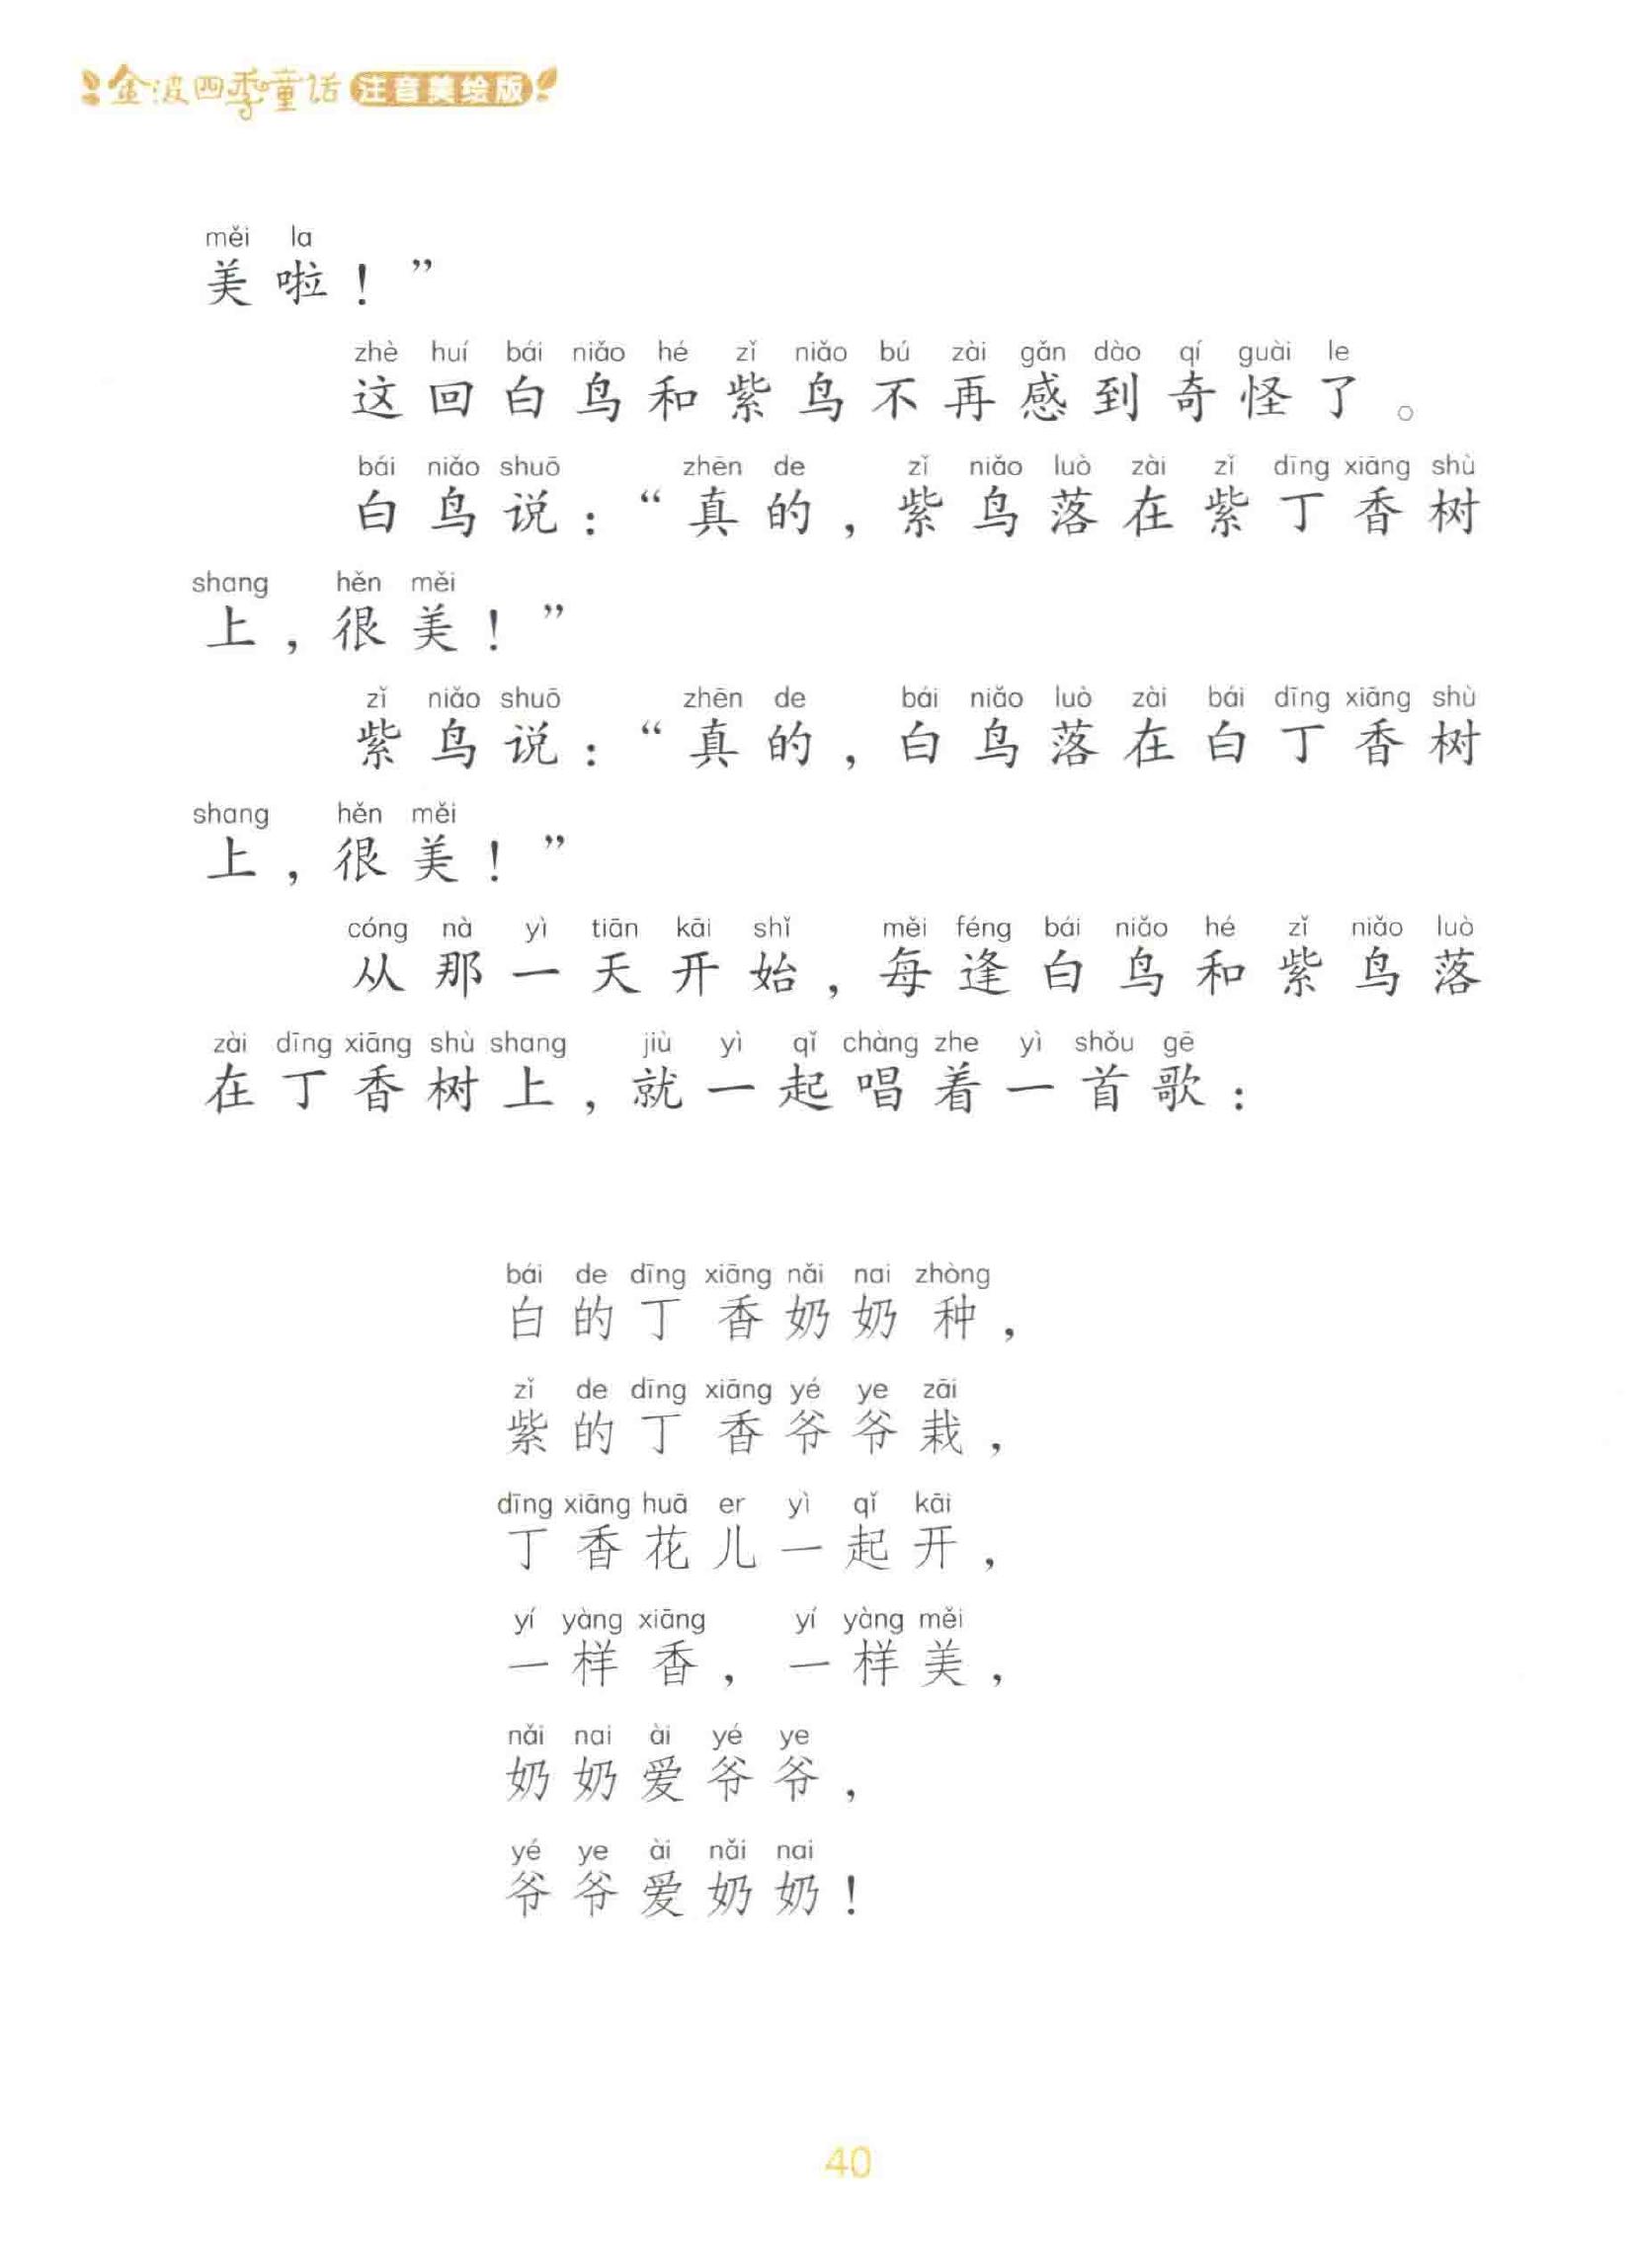 金波四季童话 注音美绘版
měi la
美啦！”
zhè huí bái niǎo hé zǐ niǎo bú zài gǎn dào qí guài le
这回白鸟和紫鸟不再感到奇怪了。
bái niǎo shuō zhēn de zǐ niǎo luò zài zǐ dīng xiāng shù
白鸟说：“真的，紫鸟落在紫丁香树
shang hěn měi
上，很美！”
zǐ niǎo shuō zhēn de bái niǎo luò zài bái dīng xiāng shù
紫鸟说：“真的，白鸟落在白丁香树
shang hěn měi
上，很美！”
cóng nà yì tiān kāi shǐ měi féng bái niǎo hé zǐ niǎo luò
从那一天开始，每逢白鸟和紫鸟落
zài dīng xiāng shù shang jiù yì qǐ chàng zhe yì shǒu gē
在丁香树上，就一起唱着一首歌：
bái de dīng xiāng nǎi nai zhòng
白的丁香奶奶种，
zǐ de dīng xiāng yé ye zāi
紫的丁香爷爷栽，
dīng xiāng huā er yì qǐ kāi
丁香花儿一起开，
yí yàng xiāng yí yàng měi
一样香，一样美，
nǎi nai ài yé ye
奶奶爱爷爷，
yé ye ài nǎi nai
爷爷爱奶奶！
40